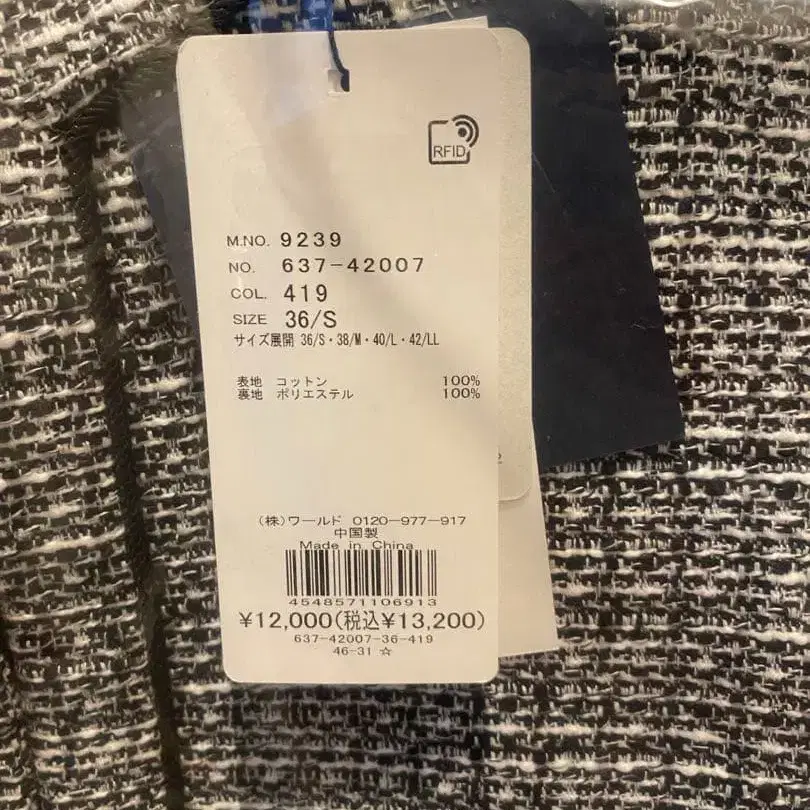 RFID
M.NO. 9239
NO. 637-42007
COL. 419
SIZE 36/S
サイズ展開 36/S・38/M・40/L・42/LL
表地 コットン 100%
裏地 ポリエステル 100%
(株)ワールド 0120-977-917
中国製
Made in China
4548571106913
¥12,000(税込¥13,200)
637-42007-36-419
46-31 ☆